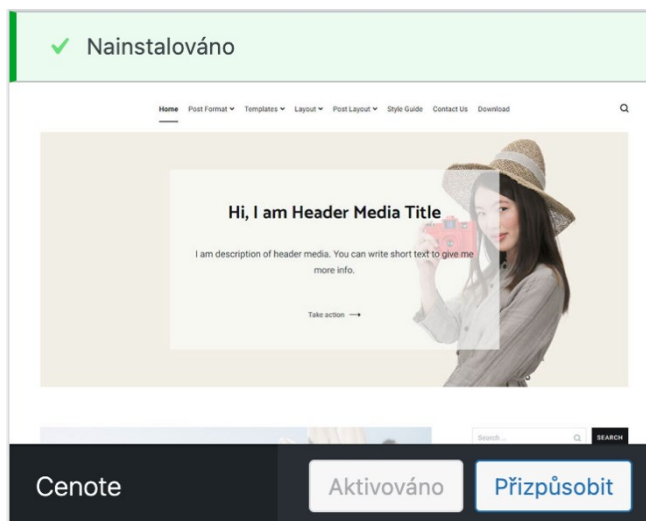 Nainstalováno
Home Post Format Templates Layout Post Layout Style Guide Contact Us Download
Hi, I am Header Media Title
I am description of header media. You can write short text to give me
more info.
Take action
Search ...
SEARCH
Cenote
Aktivováno
Přizpůsobit